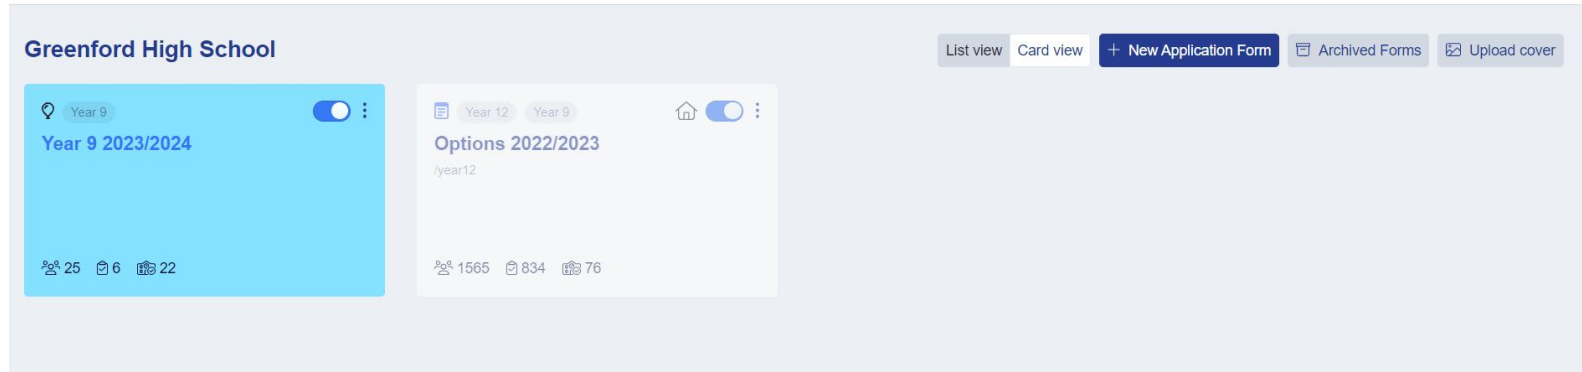 Greenford High School
List view Card view + New Application Form Archived Forms Upload cover
Year 9
Year 9 2023/2024
25 6 22
Year 12 Year 9
Options 2022/2023
/year12
1565 834 76